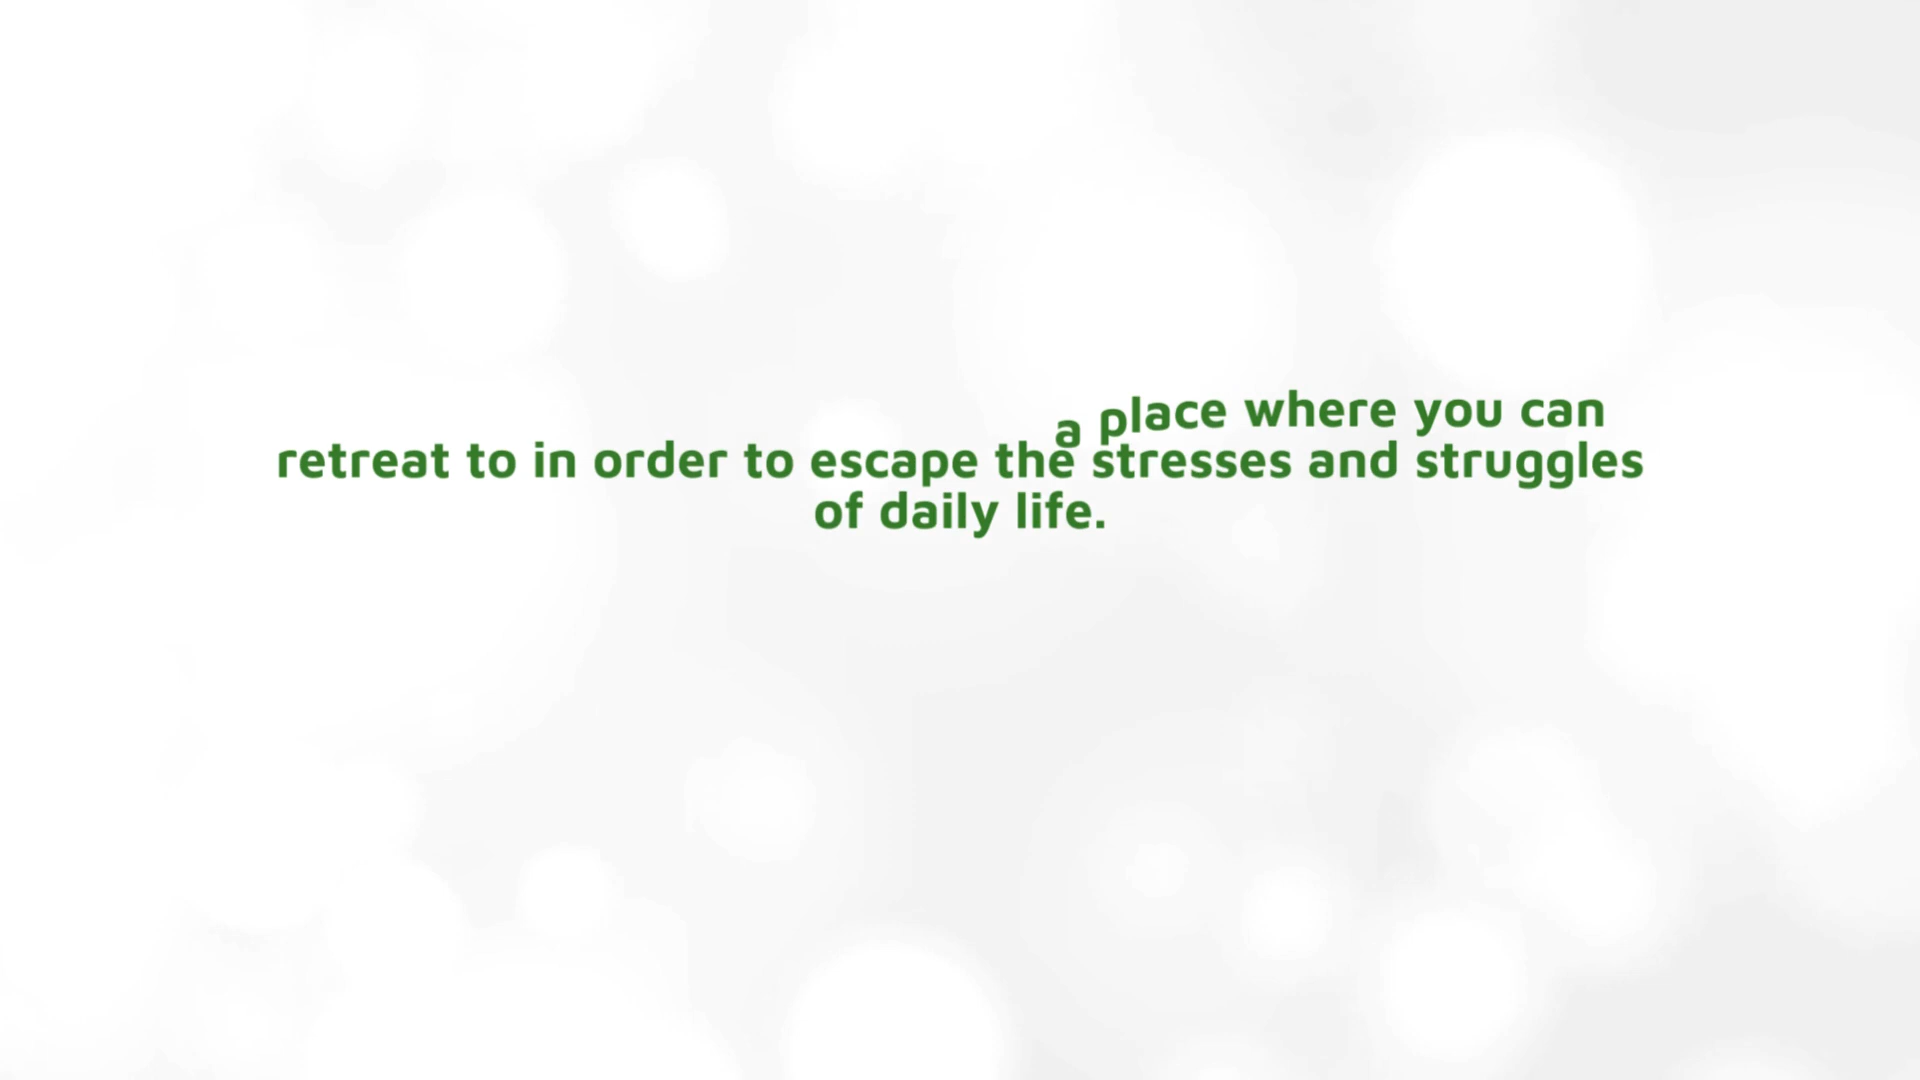 a place where you can
retreat to in order to escape the stresses and struggles
of daily life.